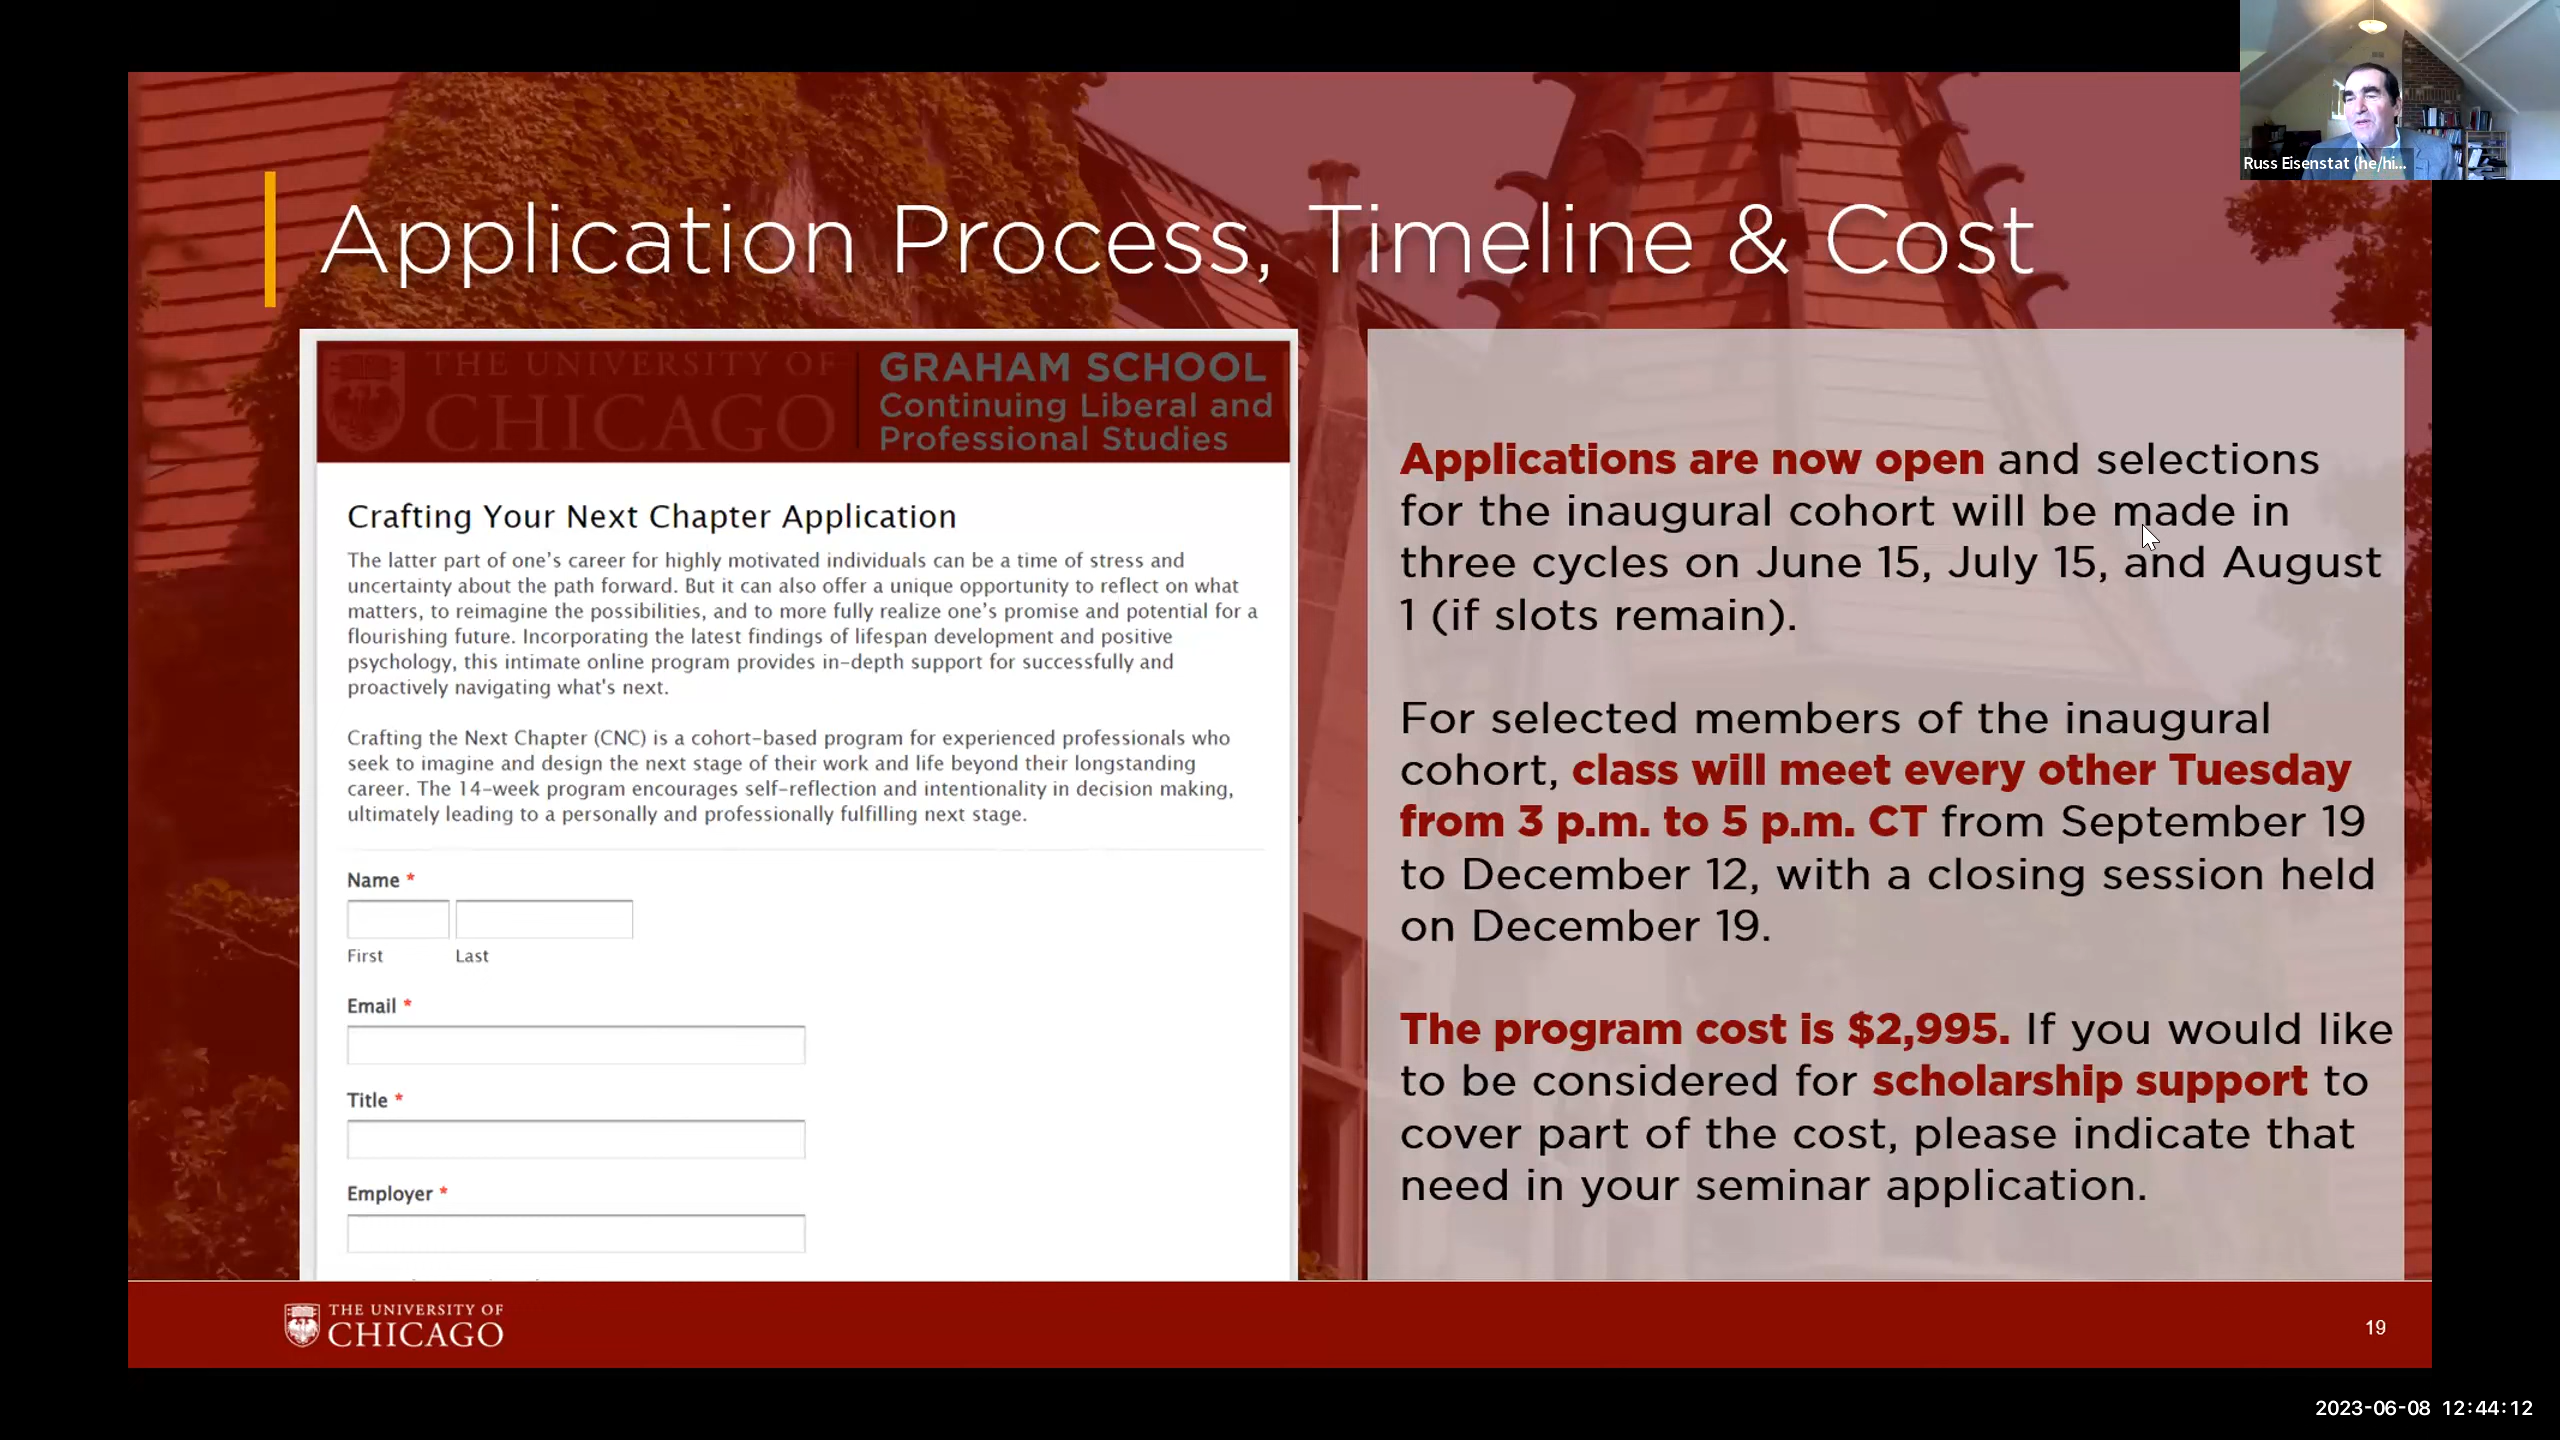 Russ Eisenstat (he/hi...
Application Process, Timeline & Cost
THE UNIVERSITY OF
CHICAGO
GRAHAM SCHOOL
Continuing Liberal and
Professional Studies
Crafting Your Next Chapter Application
The latter part of one's career for highly motivated individuals can be a time of stress and
uncertainty about the path forward. But it can also offer a unique opportunity to reflect on what
matters, to reimagine the possibilities, and to more fully realize one's promise and potential for a
flourishing future. Incorporating the latest findings of lifespan development and positive
psychology, this intimate online program provides in-depth support for successfully and
proactively navigating what's next.
Crafting the Next Chapter (CNC) is a cohort-based program for experienced professionals who
seek to imagine and design the next stage of their work and life beyond their longstanding
career. The 14-week program encourages self-reflection and intentionality in decision making,
ultimately leading to a personally and professionally fulfilling next stage.
Name *
First Last
Email *
Title *
Employer *
Applications are now open and selections
for the inaugural cohort will be made in
three cycles on June 15, July 15, and August
1 (if slots remain).
For selected members of the inaugural
cohort, class will meet every other Tuesday
from 3 p.m. to 5 p.m. CT from September 19
to December 12, with a closing session held
on December 19.
The program cost is $2,995. If you would like
to be considered for scholarship support to
cover part of the cost, please indicate that
need in your seminar application.
THE UNIVERSITY OF
CHICAGO
19
2023-06-08 12:44:12